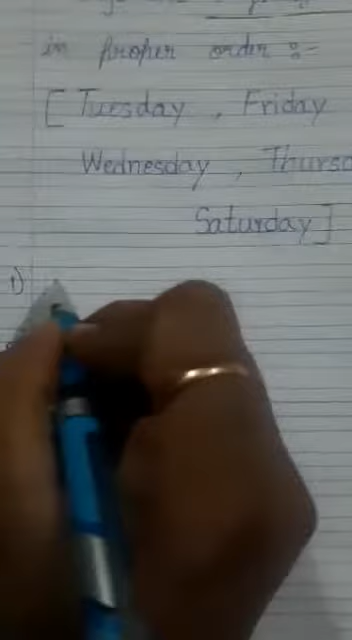 in proper order :-
[ Tuesday , Friday
Wednesday ,
Saturday ]
1)